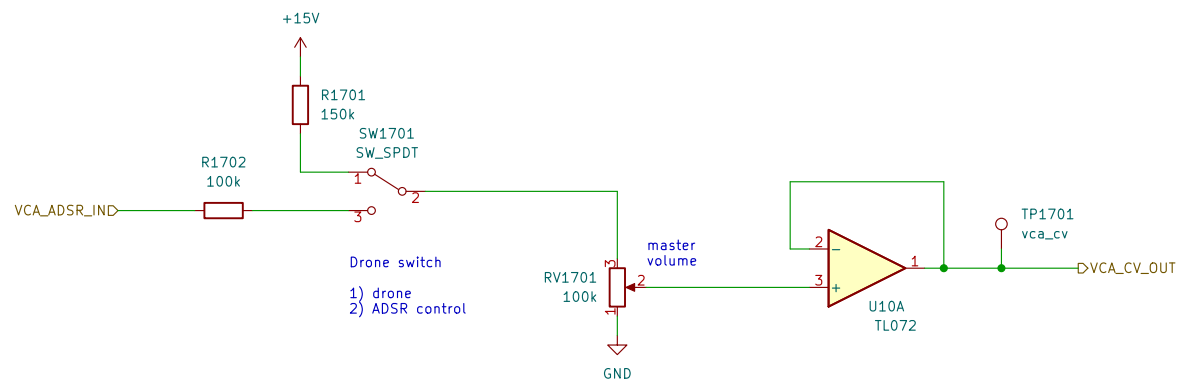 +15V
R1701
150k
SW1701
SW_SPDT
R1702
100k
1
2
VCA_ADSR_IN
3
Drone switch
1) drone
2) ADSR control
master
volume
3
RV1701
100k
2
1
GND
2
-
3
+
1
U10A
TL072
TP1701
vca_cv
VCA_CV_OUT